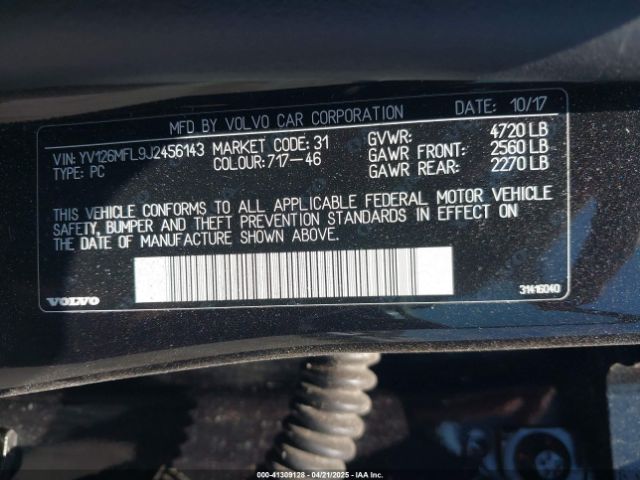 MFD BY VOLVO CAR CORPORATION DATE: 10/17
VIN: YV126MFL9J2456143 MARKET CODE: 31 GVWR: 4720 LB
TYPE: PC COLOUR: 717-46 GAWR FRONT: 2560 LB
GAWR REAR: 2270 LB
THIS VEHICLE CONFORMS TO ALL APPLICABLE FEDERAL MOTOR VEHICLE
SAFETY, BUMPER AND THEFT PREVENTION STANDARDS IN EFFECT ON
THE DATE OF MANUFACTURE SHOWN ABOVE.
VOLVO 31416040
000-41309128 - 04/21/2025 - © IAA, Inc.